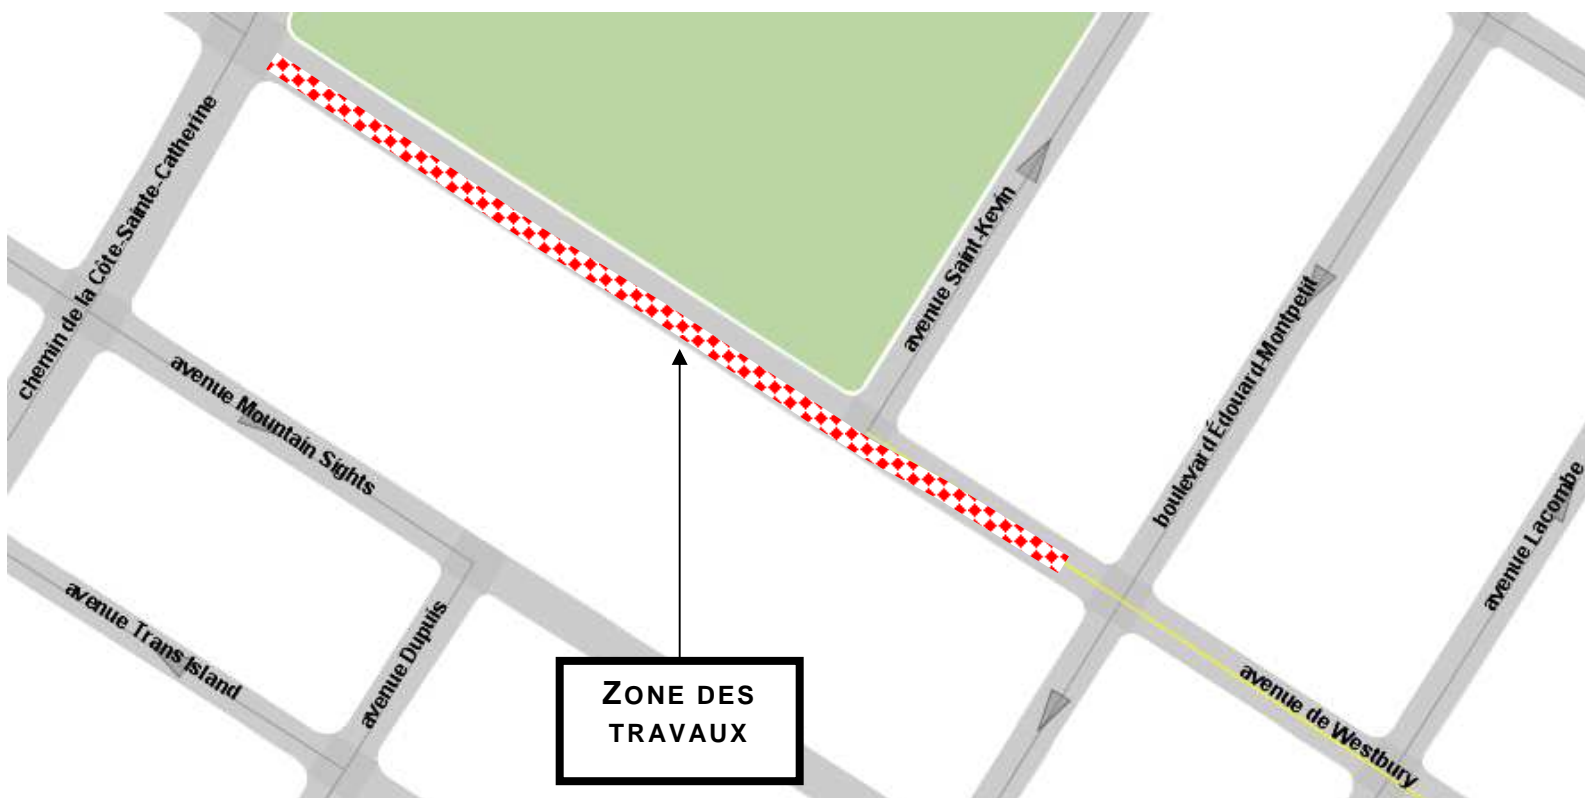 chemin de la Côte-Sainte-Catherine
avenue Mountain Sights
avenue Trans Island
avenue Dupuis
avenue Saint-Kevin
boulevard Édouard-Montpetit
avenue Lacombe
avenue de Westbury
ZONE DES
TRAVAUX